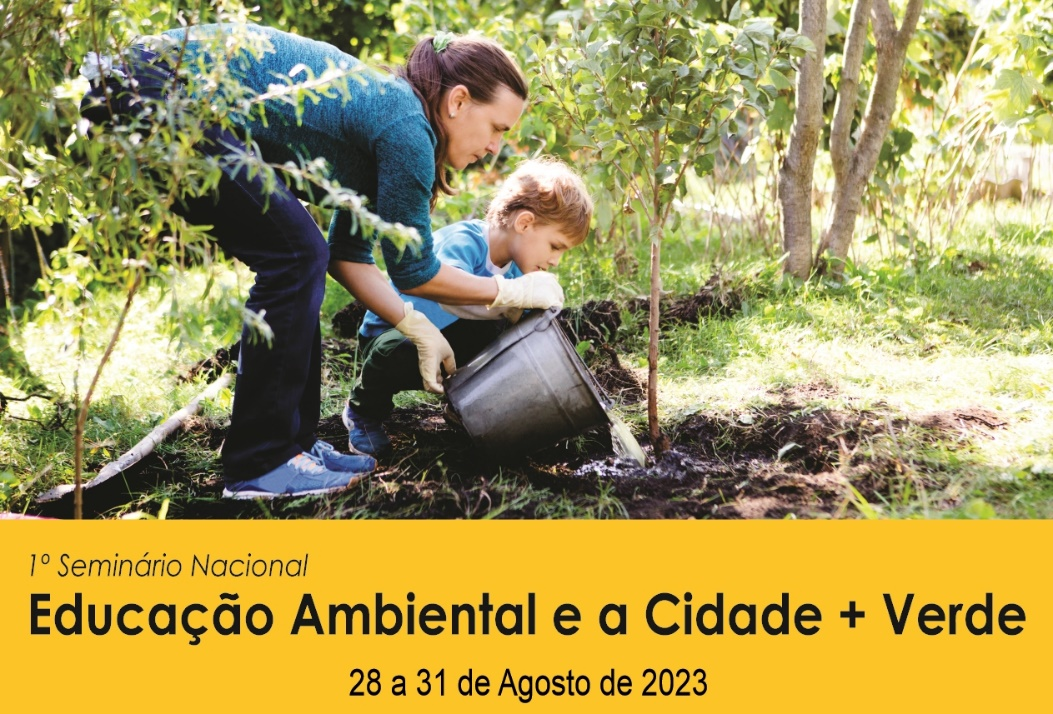 1º Seminário Nacional
Educação Ambiental e a Cidade + Verde
28 a 31 de Agosto de 2023